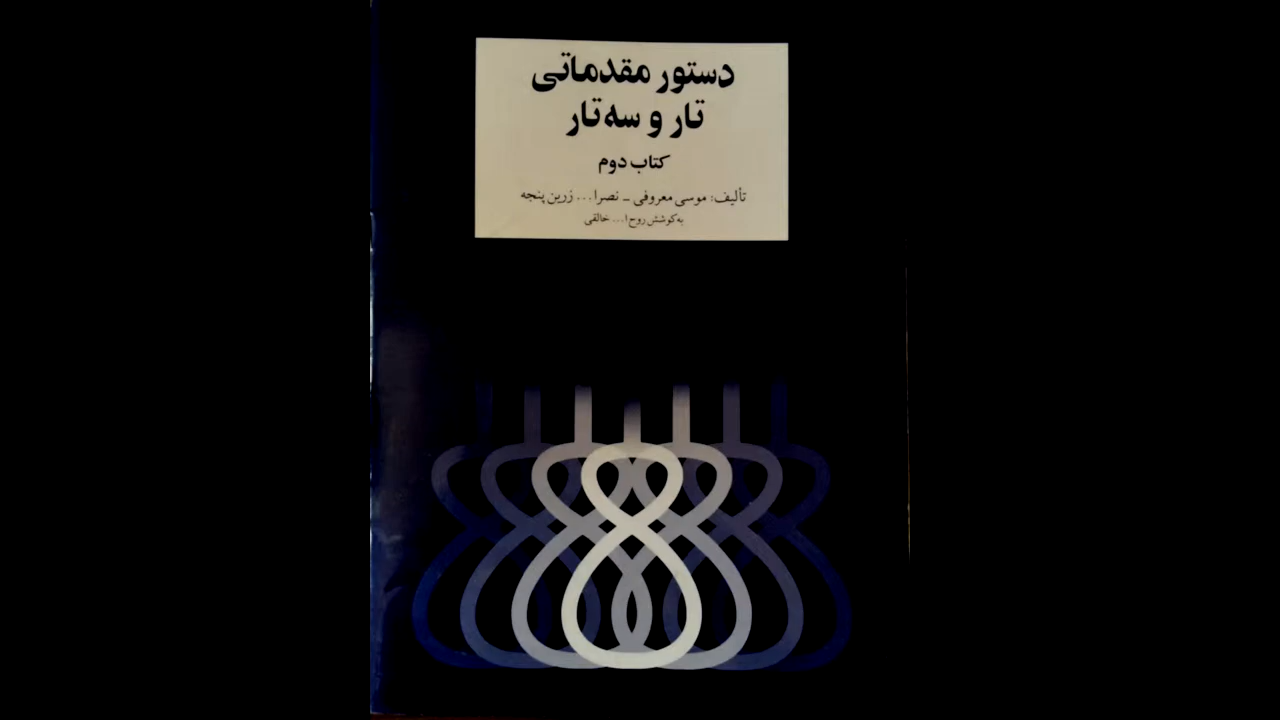 دستور مقدماتی
تار و سه‌تار
کتاب دوم
تألیف: موسی معروفی ـ نصرا... زرین پنجه
به‌کوشش روح ا... خالقی